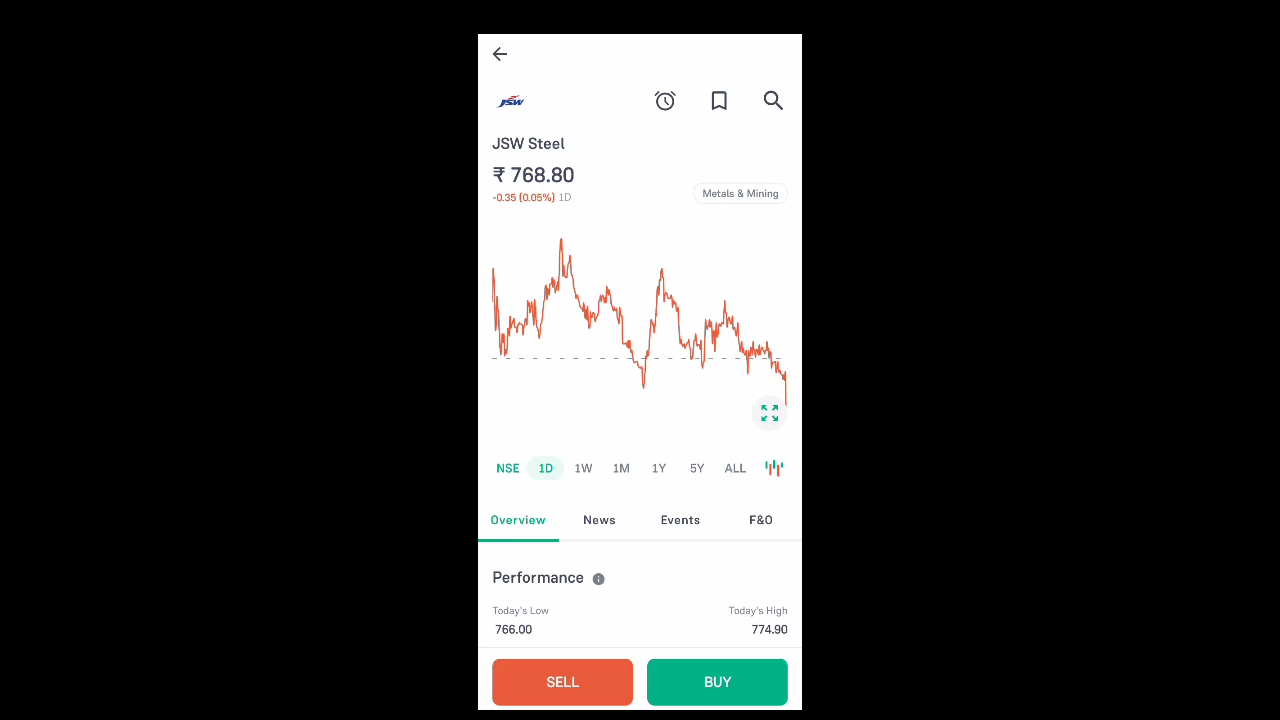 JSW
JSW Steel
₹ 768.80
-0.35 (0.05%) 1D
Metals & Mining
NSE 1D 1W 1M 1Y 5Y ALL
Overview News Events F&O
Performance
Today's Low Today's High
766.00 774.90
SELL BUY